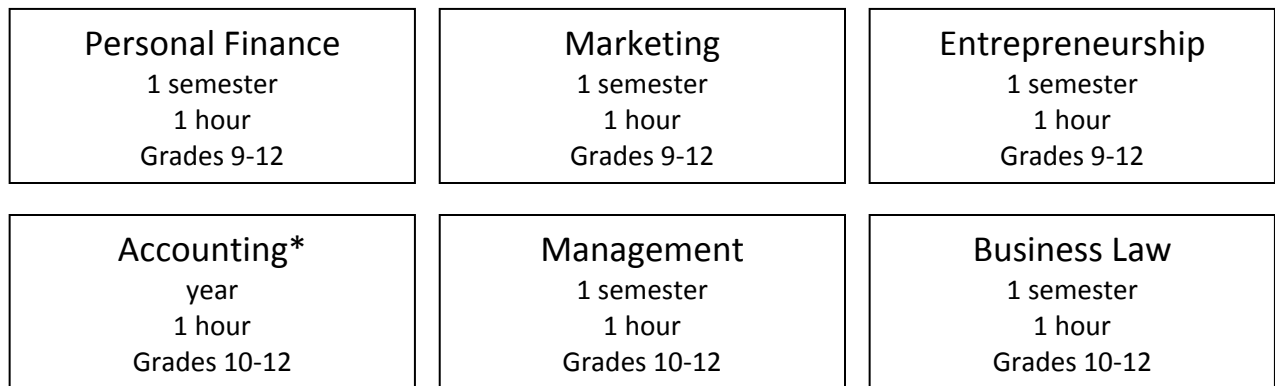 Personal Finance
1 semester
1 hour
Grades 9-12
Marketing
1 semester
1 hour
Grades 9-12
Entrepreneurship
1 semester
1 hour
Grades 9-12
Accounting*
year
1 hour
Grades 10-12
Management
1 semester
1 hour
Grades 10-12
Business Law
1 semester
1 hour
Grades 10-12